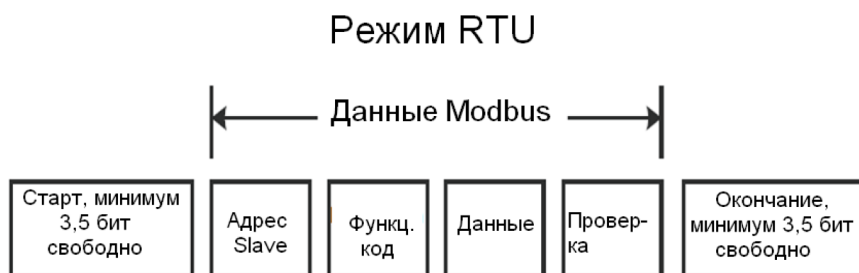 Режим RTU
Данные Modbus
Старт, минимум
3,5 бит
свободно
Адрес
Slave
Функц.
код
Данные
Провер-
ка
Окончание,
минимум 3,5 бит
свободно